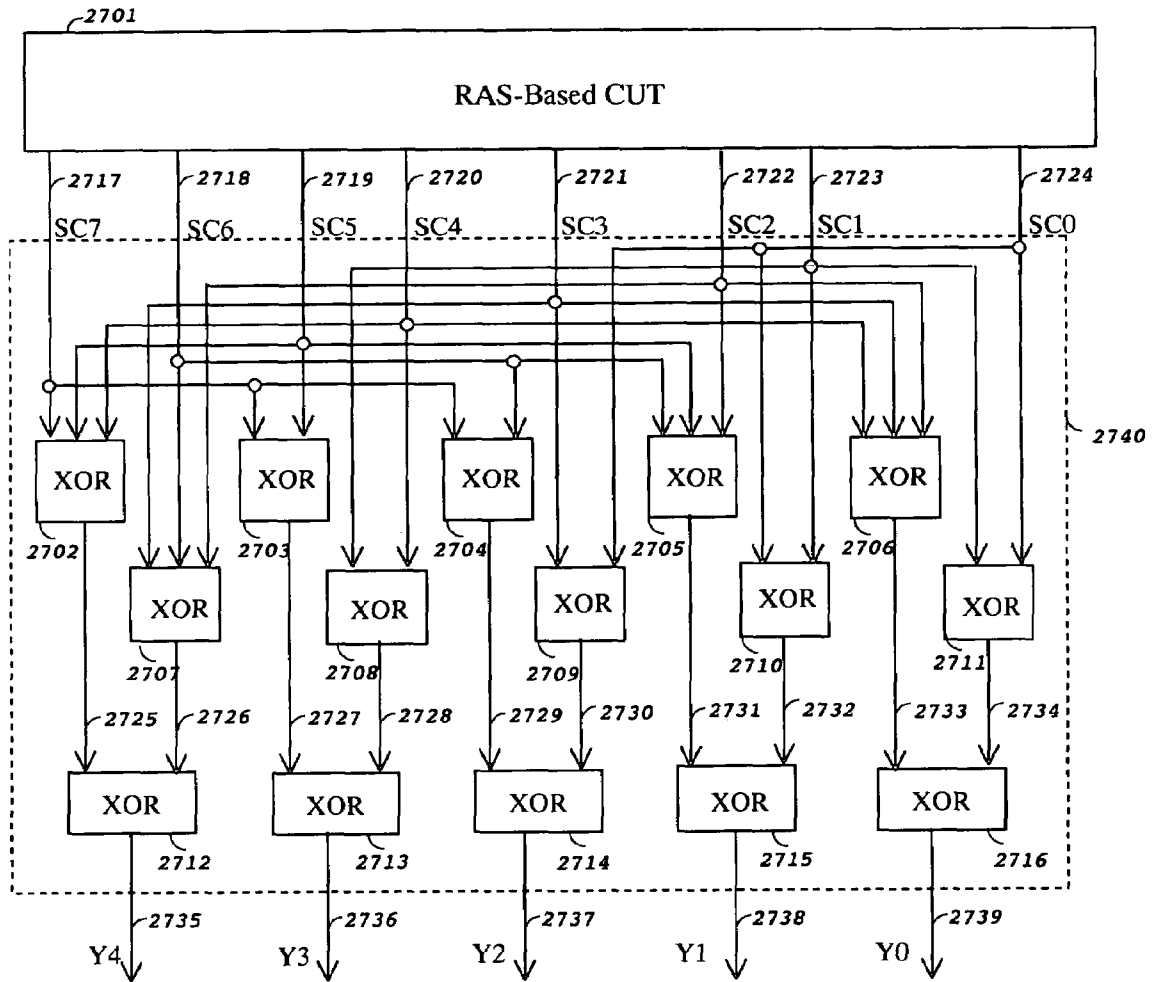 2701
RAS-Based CUT
2717 2718 2719 2720 2721 2722 2723 2724
SC7 SC6 SC5 SC4 SC3 SC2 SC1 SC0
2740
XOR XOR XOR XOR XOR
2702 2703 2704 2705 2706
XOR XOR XOR XOR XOR
2707 2708 2709 2710 2711
2725 2726 2727 2728 2729 2730 2731 2732 2733 2734
XOR XOR XOR XOR XOR
2712 2713 2714 2715 2716
2735 2736 2737 2738 2739
Y4 Y3 Y2 Y1 Y0